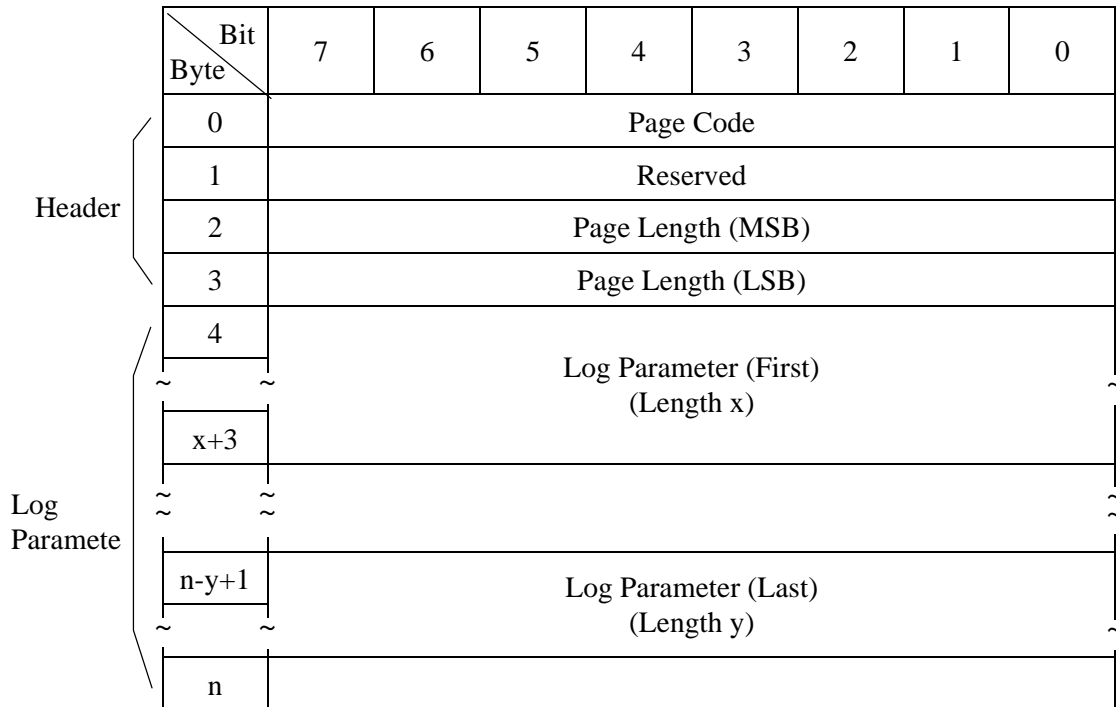 Bit
Byte 7 6 5 4 3 2 1 0
0 Page Code
1 Reserved
Header
2 Page Length (MSB)
3 Page Length (LSB)
4
Log Parameter (First)
~ ~ ~
(Length x)
x+3
Log
Paramete
~ ~ ~
~ ~ ~
n-y+1
Log Parameter (Last)
~ ~ ~
(Length y)
n